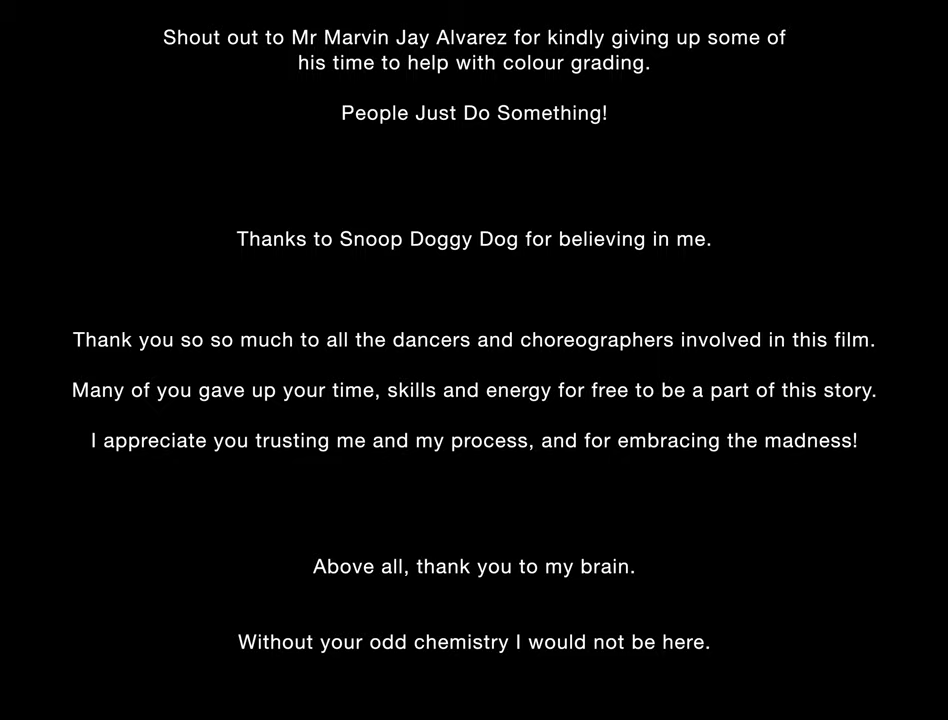 Shout out to Mr Marvin Jay Alvarez for kindly giving up some of
his time to help with colour grading.
People Just Do Something!
Thanks to Snoop Doggy Dog for believing in me.
Thank you so so much to all the dancers and choreographers involved in this film.
Many of you gave up your time, skills and energy for free to be a part of this story.
I appreciate you trusting me and my process, and for embracing the madness!
Above all, thank you to my brain.
Without your odd chemistry I would not be here.